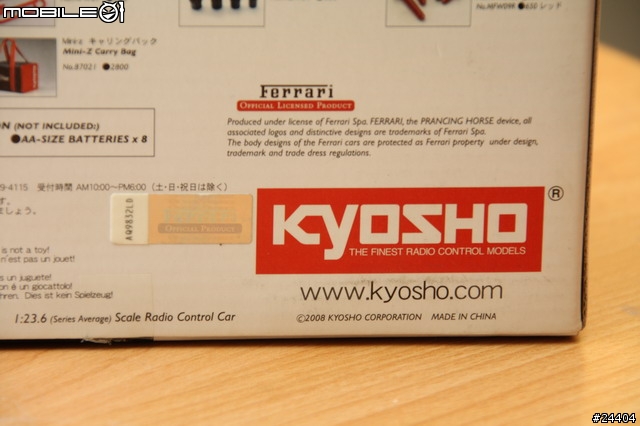 MOBILE01
No.MFW09R ●630 レッド
Mini-z キャリングバック
Mini-Z Carry Bag
No.87021 ●2800
Ferrari
OFFICIAL LICENSED PRODUCT
Produced under license of Ferrari Spa. FERRARI, the PRANCING HORSE device, all
associated logos and distinctive designs are trademarks of Ferrari Spa.
The body designs of the Ferrari cars are protected as Ferrari property under design,
trademark and trade dress regulations.
ON (NOT INCLUDED:)
●AA-SIZE BATTERIES x 8
9-4115 受付時間 AM10:00〜PM6:00 (土・日・祝日は除く)
す。
ましょう。
AQ9832LD
OFFICIAL PRODUCT
KYOSHO ®
THE FINEST RADIO CONTROL MODELS
is not a toy!
n'est pas un jouet!
s un juguete!
on è un giocattolo!
hren. Dies ist kein Spielzeug!
www.kyosho.com
1:23.6 (Series Average) Scale Radio Control Car
©2008 KYOSHO CORPORATION MADE IN CHINA
#24404